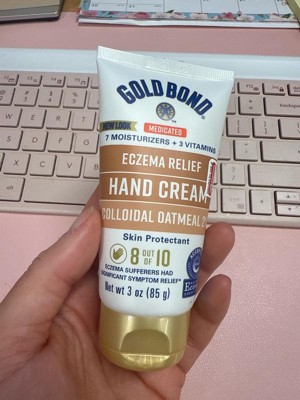 GOLD BOND
NEW LOOK
MEDICATED
7 MOISTURIZERS + 3 VITAMINS
ECZEMA RELIEF
HAND CREAM
COLLOIDAL OATMEAL
Skin Protectant
8 OUT OF 10
ECZEMA SUFFERERS HAD
SIGNIFICANT SYMPTOM RELIEF*
Net wt 3 oz (85 g)